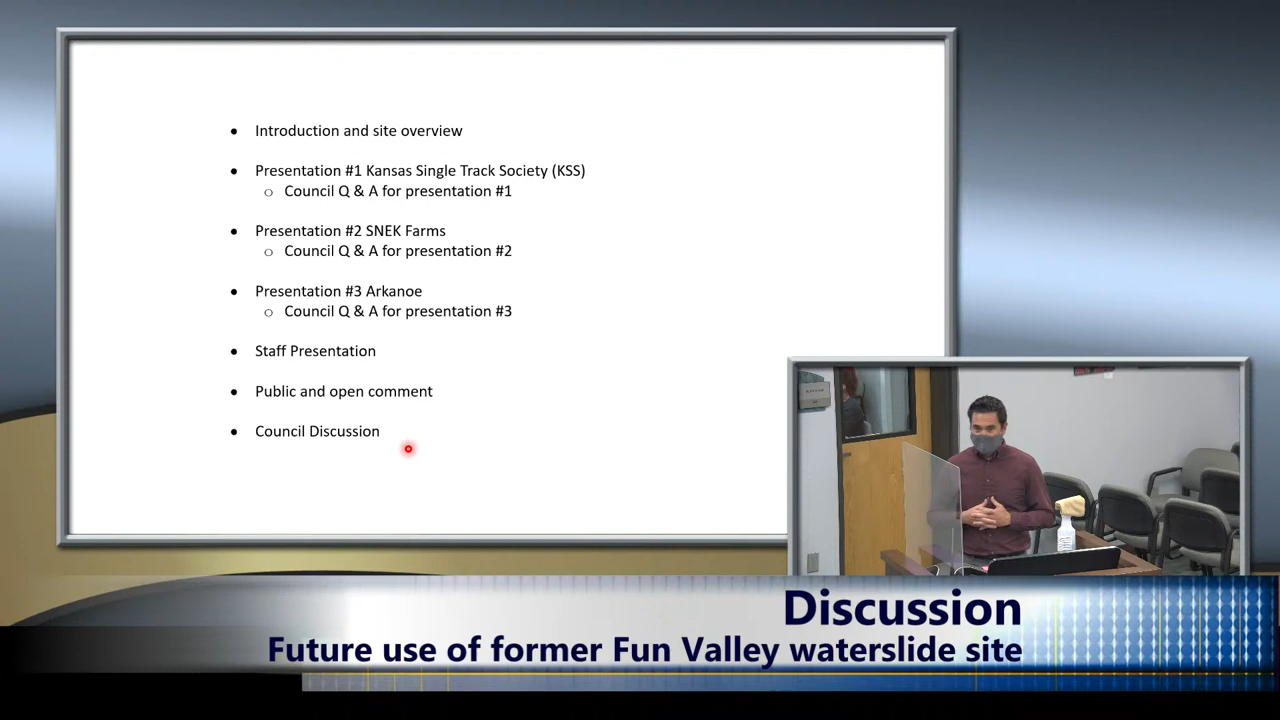 ● Introduction and site overview
● Presentation #1 Kansas Single Track Society (KSS)
○ Council Q & A for presentation #1
● Presentation #2 SNEK Farms
○ Council Q & A for presentation #2
● Presentation #3 Arkanoe
○ Council Q & A for presentation #3
● Staff Presentation
● Public and open comment
● Council Discussion
Discussion
Future use of former Fun Valley waterslide site